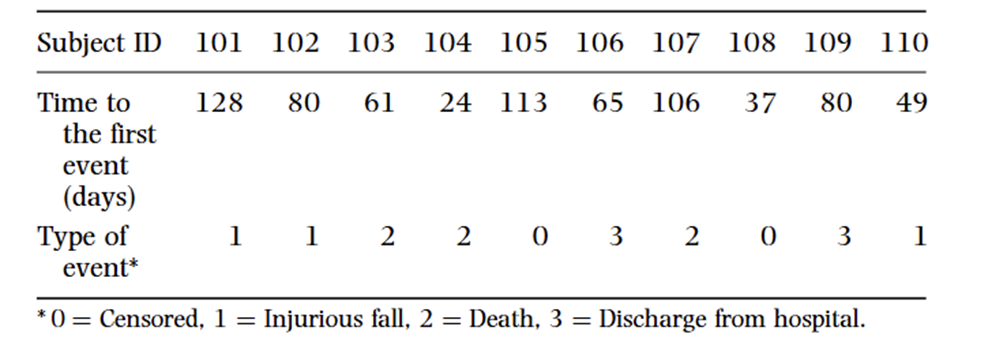 Subject ID 101 102 103 104 105 106 107 108 109 110
Time to 128 80 61 24 113 65 106 37 80 49
the first
event
(days)
Type of 1 1 2 2 0 3 2 0 3 1
event*
*0 = Censored, 1 = Injurious fall, 2 = Death, 3 = Discharge from hospital.